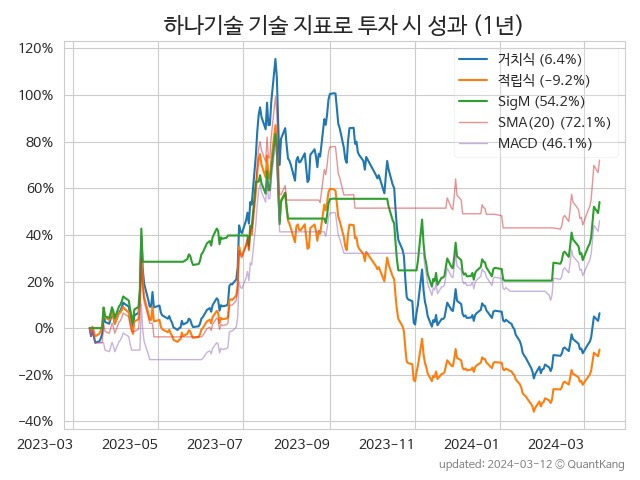 하나기술 기술 지표로 투자 시 성과 (1년)
120%
100%
80%
60%
40%
20%
0%
−20%
−40%
거치식 (6.4%)
적립식 (−9.2%)
SigM (54.2%)
SMA(20) (72.1%)
MACD (46.1%)
2023-03 2023-05 2023-07 2023-09 2023-11 2024-01 2024-03
updated: 2024-03-12 © QuantKang